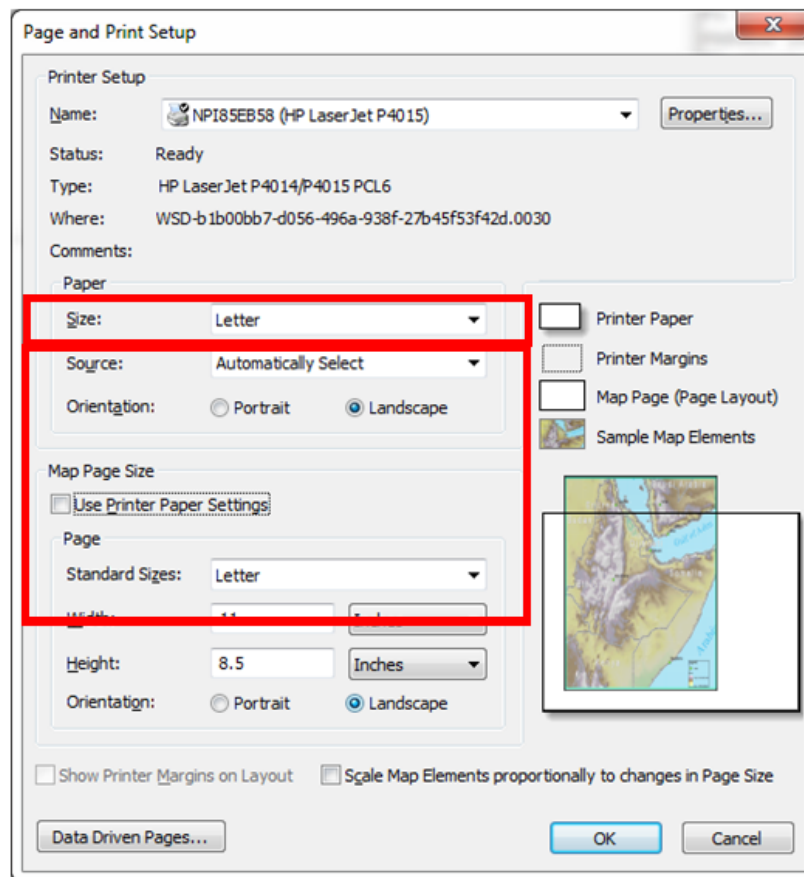 Page and Print Setup
Printer Setup
Name: NPI85EB58 (HP LaserJet P4015) Properties...
Status: Ready
Type: HP LaserJet P4014/P4015 PCL6
Where: WSD-b1b00bb7-d056-496a-938f-27b45f53f42d.0030
Comments:
Paper
Size: Letter
Source: Automatically Select
Orientation: Portrait Landscape
Printer Paper
Printer Margins
Map Page (Page Layout)
Sample Map Elements
Map Page Size
Use Printer Paper Settings
Page
Standard Sizes: Letter
Width: 11 Inches
Height: 8.5 Inches
Orientation: Portrait Landscape
Show Printer Margins on Layout Scale Map Elements proportionally to changes in Page Size
Data Driven Pages... OK Cancel